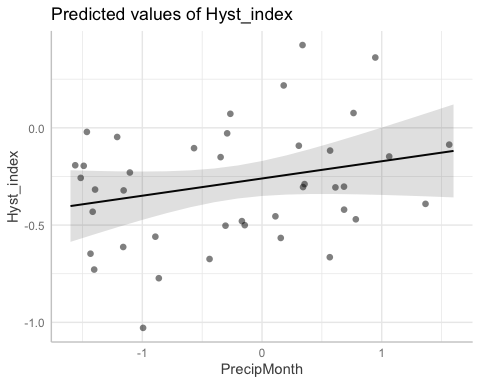 Predicted values of Hyst_index
0.0
-0.5
-1.0
Hyst_index
-1
0
1
PrecipMonth